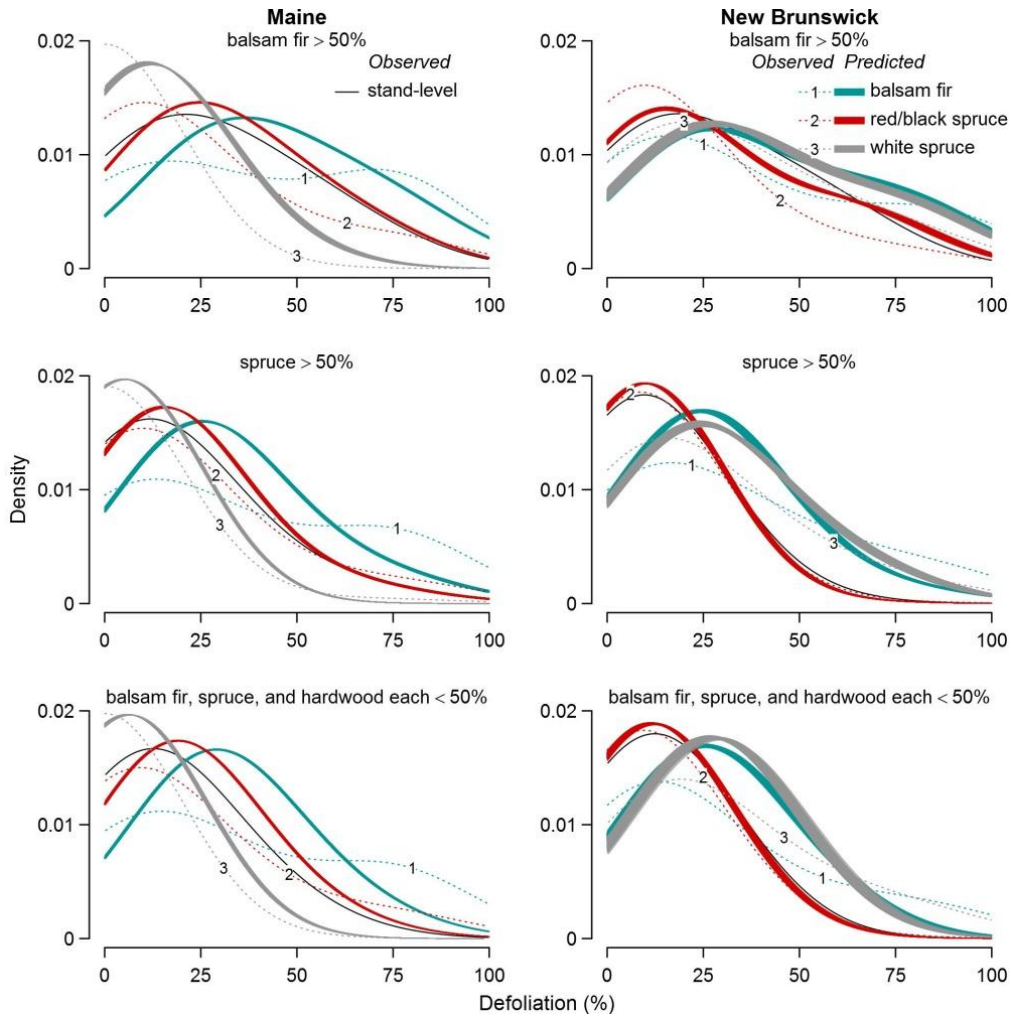 Maine
balsam fir > 50%
Observed
stand-level
0.02
0.01
0
1
2
3
0 25 50 75 100
New Brunswick
balsam fir > 50%
Observed Predicted
1 balsam fir
2 red/black spruce
3 white spruce
0.02
0.01
0
3
1
2
0 25 50 75 100
spruce > 50%
0.02
0.01
0
2
3
1
0 25 50 75 100
spruce > 50%
0.02
0.01
0
2
1
3
0 25 50 75 100
Density
balsam fir, spruce, and hardwood each < 50%
0.02
0.01
0
3
2
1
0 25 50 75 100
balsam fir, spruce, and hardwood each < 50%
0.02
0.01
0
2
3
1
0 25 50 75 100
Defoliation (%)